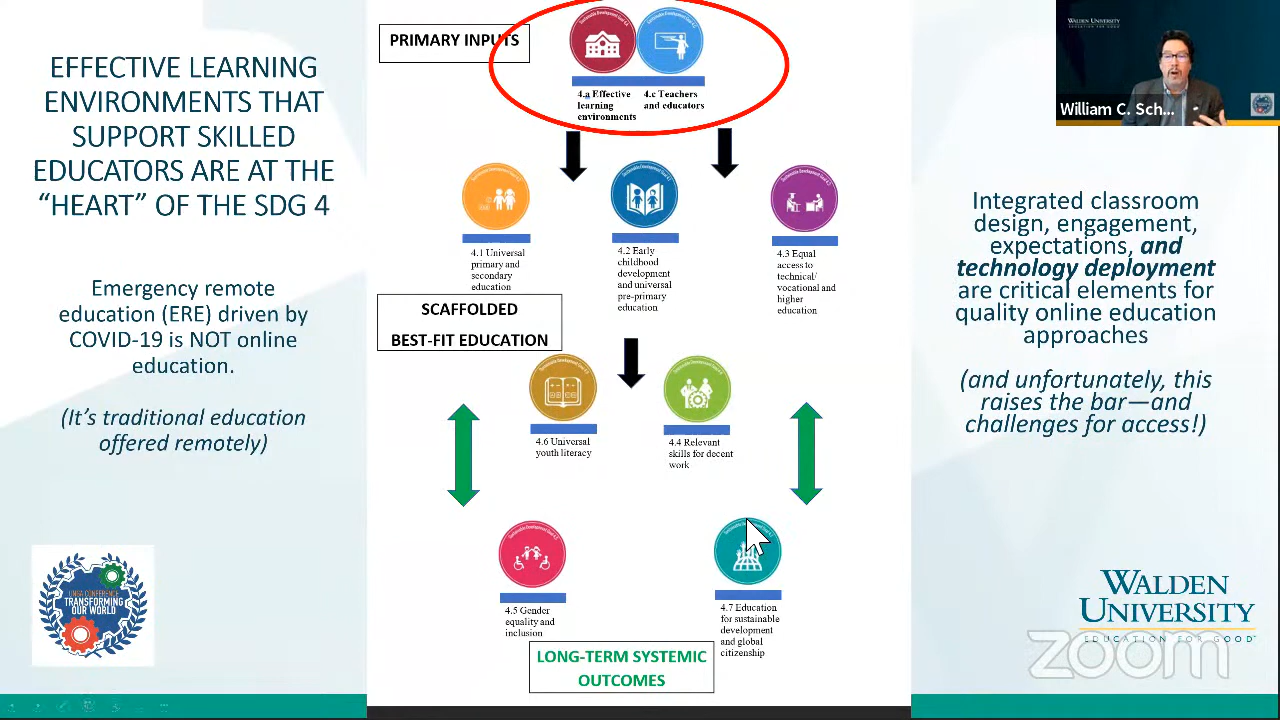 EFFECTIVE LEARNING
ENVIRONMENTS THAT
SUPPORT SKILLED
EDUCATORS ARE AT THE
“HEART” OF THE SDG 4
Emergency remote
education (ERE) driven by
COVID-19 is NOT online
education.
(It’s traditional education
offered remotely)
UNGA CONFERENCE
TRANSFORMING
OUR WORLD
PRIMARY INPUTS
4.a Effective
learning
environments
4.c Teachers
and educators
4.1 Universal
primary and
secondary
education
4.2 Early
childhood
development
and universal
pre-primary
education
4.3 Equal
access to
technical/
vocational and
higher
education
SCAFFOLDED
BEST-FIT EDUCATION
4.6 Universal
youth literacy
4.4 Relevant
skills for decent
work
4.5 Gender
equality and
inclusion
4.7 Education
for sustainable
development
and global
citizenship
LONG-TERM SYSTEMIC
OUTCOMES
WALDEN UNIVERSITY
William C. Sch...
Integrated classroom
design, engagement,
expectations, and
technology deployment
are critical elements for
quality online education
approaches
(and unfortunately, this
raises the bar—and
challenges for access!)
WALDEN
UNIVERSITY
EDUCATION FOR GOOD
zoom